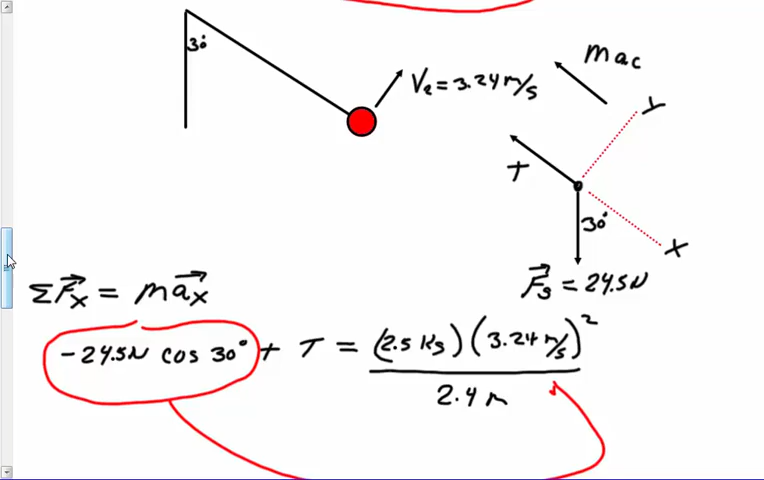 30°
V₂ = 3.24 m/s
mac
Y
T
30°
X
F⃗g = 24.5N
ΣF⃗x = ma⃗x
-24.5N cos 30° + T = (2.5 Kg)(3.24 m/s)²
2.4 m